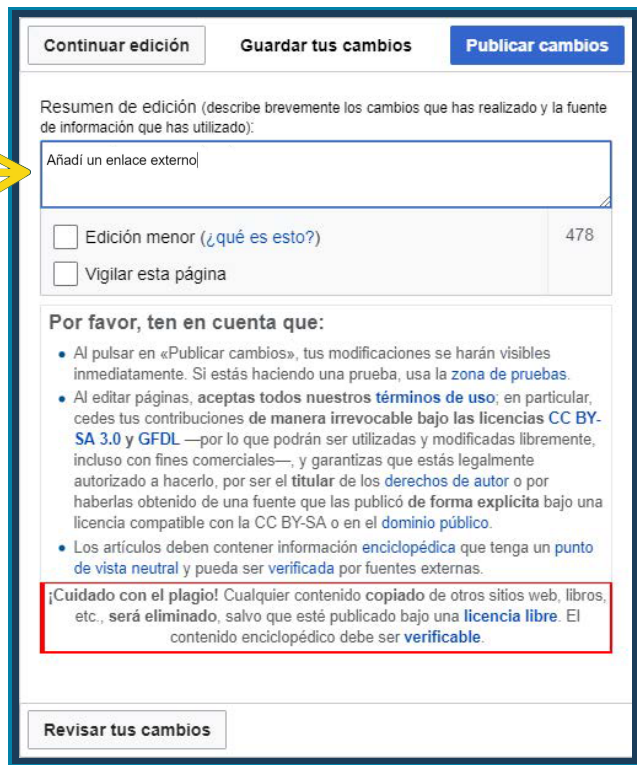 Continuar edición Guardar tus cambios Publicar cambios
Resumen de edición (describe brevemente los cambios que has realizado y la fuente
de información que has utilizado):
Añadí un enlace externo
Edición menor (¿qué es esto?) 478
Vigilar esta página
Por favor, ten en cuenta que:
• Al pulsar en «Publicar cambios», tus modificaciones se harán visibles
inmediatamente. Si estás haciendo una prueba, usa la zona de pruebas.
• Al editar páginas, aceptas todos nuestros términos de uso; en particular,
cedes tus contribuciones de manera irrevocable bajo las licencias CC BY-
SA 3.0 y GFDL —por lo que podrán ser utilizadas y modificadas libremente,
incluso con fines comerciales—, y garantizas que estás legalmente
autorizado a hacerlo, por ser el titular de los derechos de autor o por
haberlas obtenido de una fuente que las publicó de forma explícita bajo una
licencia compatible con la CC BY-SA o en el dominio público.
• Los artículos deben contener información enciclopédica que tenga un punto
de vista neutral y pueda ser verificada por fuentes externas.
¡Cuidado con el plagio! Cualquier contenido copiado de otros sitios web, libros,
etc., será eliminado, salvo que esté publicado bajo una licencia libre. El
contenido enciclopédico debe ser verificable.
Revisar tus cambios